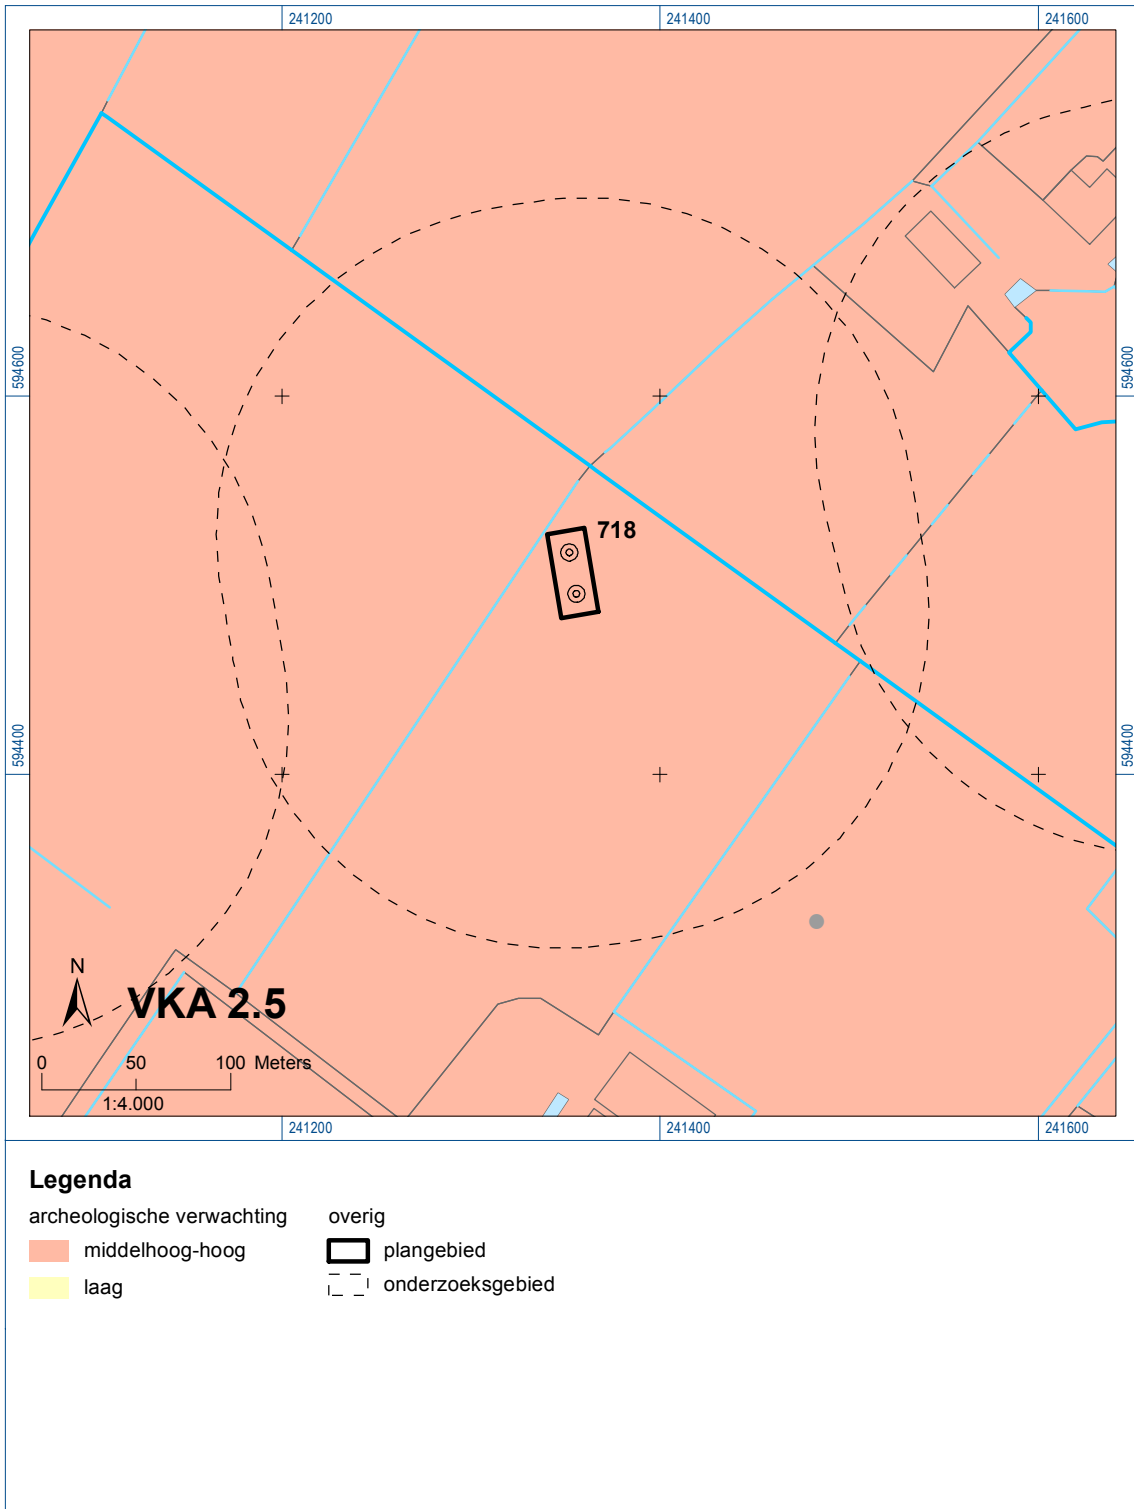 241200 241400 241600
594600 594600
718
594400 594400
N
VKA 2.5
0 50 100 Meters
1:4.000
241200 241400 241600
Legenda
archeologische verwachting overig
middelhoog-hoog plangebied
laag onderzoeksgebied